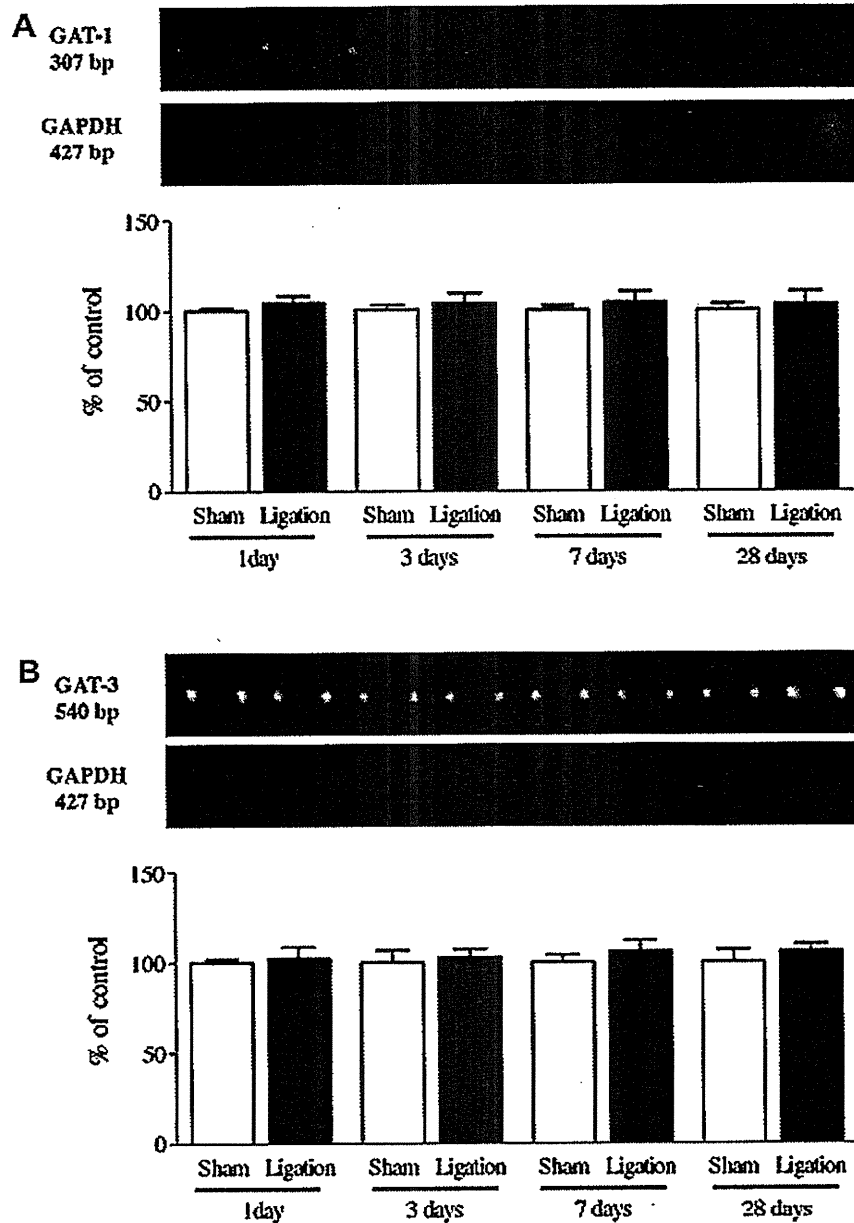 A
GAT-1
307 bp
GAPDH
427 bp
150
100
50
0
% of control
Sham Ligation Sham Ligation Sham Ligation Sham Ligation
1day 3 days 7 days 28 days
B
GAT-3
540 bp
GAPDH
427 bp
150
100
50
0
% of control
Sham Ligation Sham Ligation Sham Ligation Sham Ligation
1day 3 days 7 days 28 days